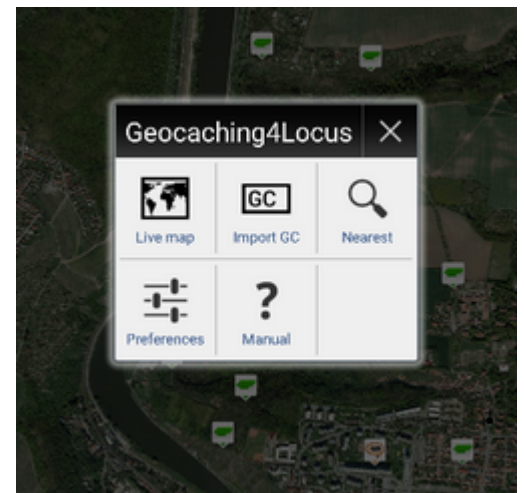 Geocaching4Locus
Live map
GC
Import GC
Nearest
Preferences
?
Manual